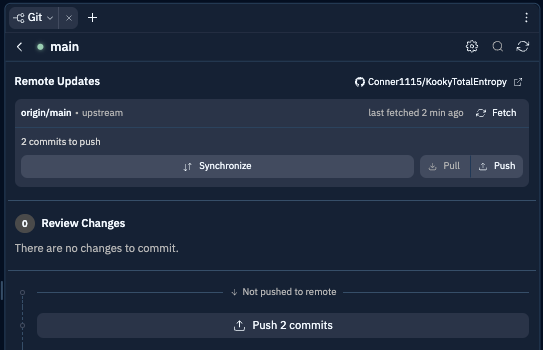 Git
main
Remote Updates
Conner1115/KookyTotalEntropy
origin/main • upstream
last fetched 2 min ago
Fetch
2 commits to push
Synchronize
Pull
Push
0 Review Changes
There are no changes to commit.
Not pushed to remote
Push 2 commits